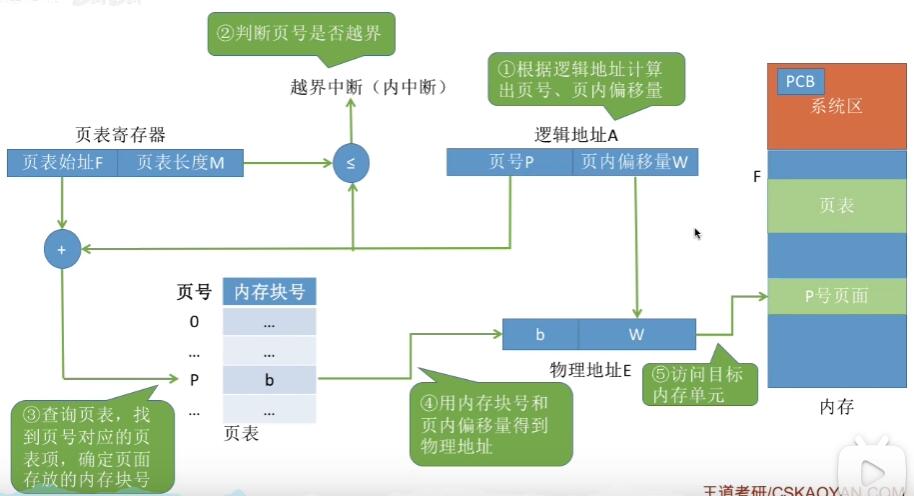 ②判断页号是否越界
越界中断（内中断）
①根据逻辑地址计算
出页号、页内偏移量
PCB
系统区
页表寄存器
页表始址F
页表长度M
≤
逻辑地址A
页号P
页内偏移量W
F
页表
+
页号
内存块号
0
...
...
...
P
b
...
...
页表
b
W
物理地址E
P号页面
内存
③查询页表，找
到页号对应的页
表项，确定页面
存放的内存块号
④用内存块号和
页内偏移量得到
物理地址
⑤访问目标
内存单元
王道考研/CSKAOYAN.COM